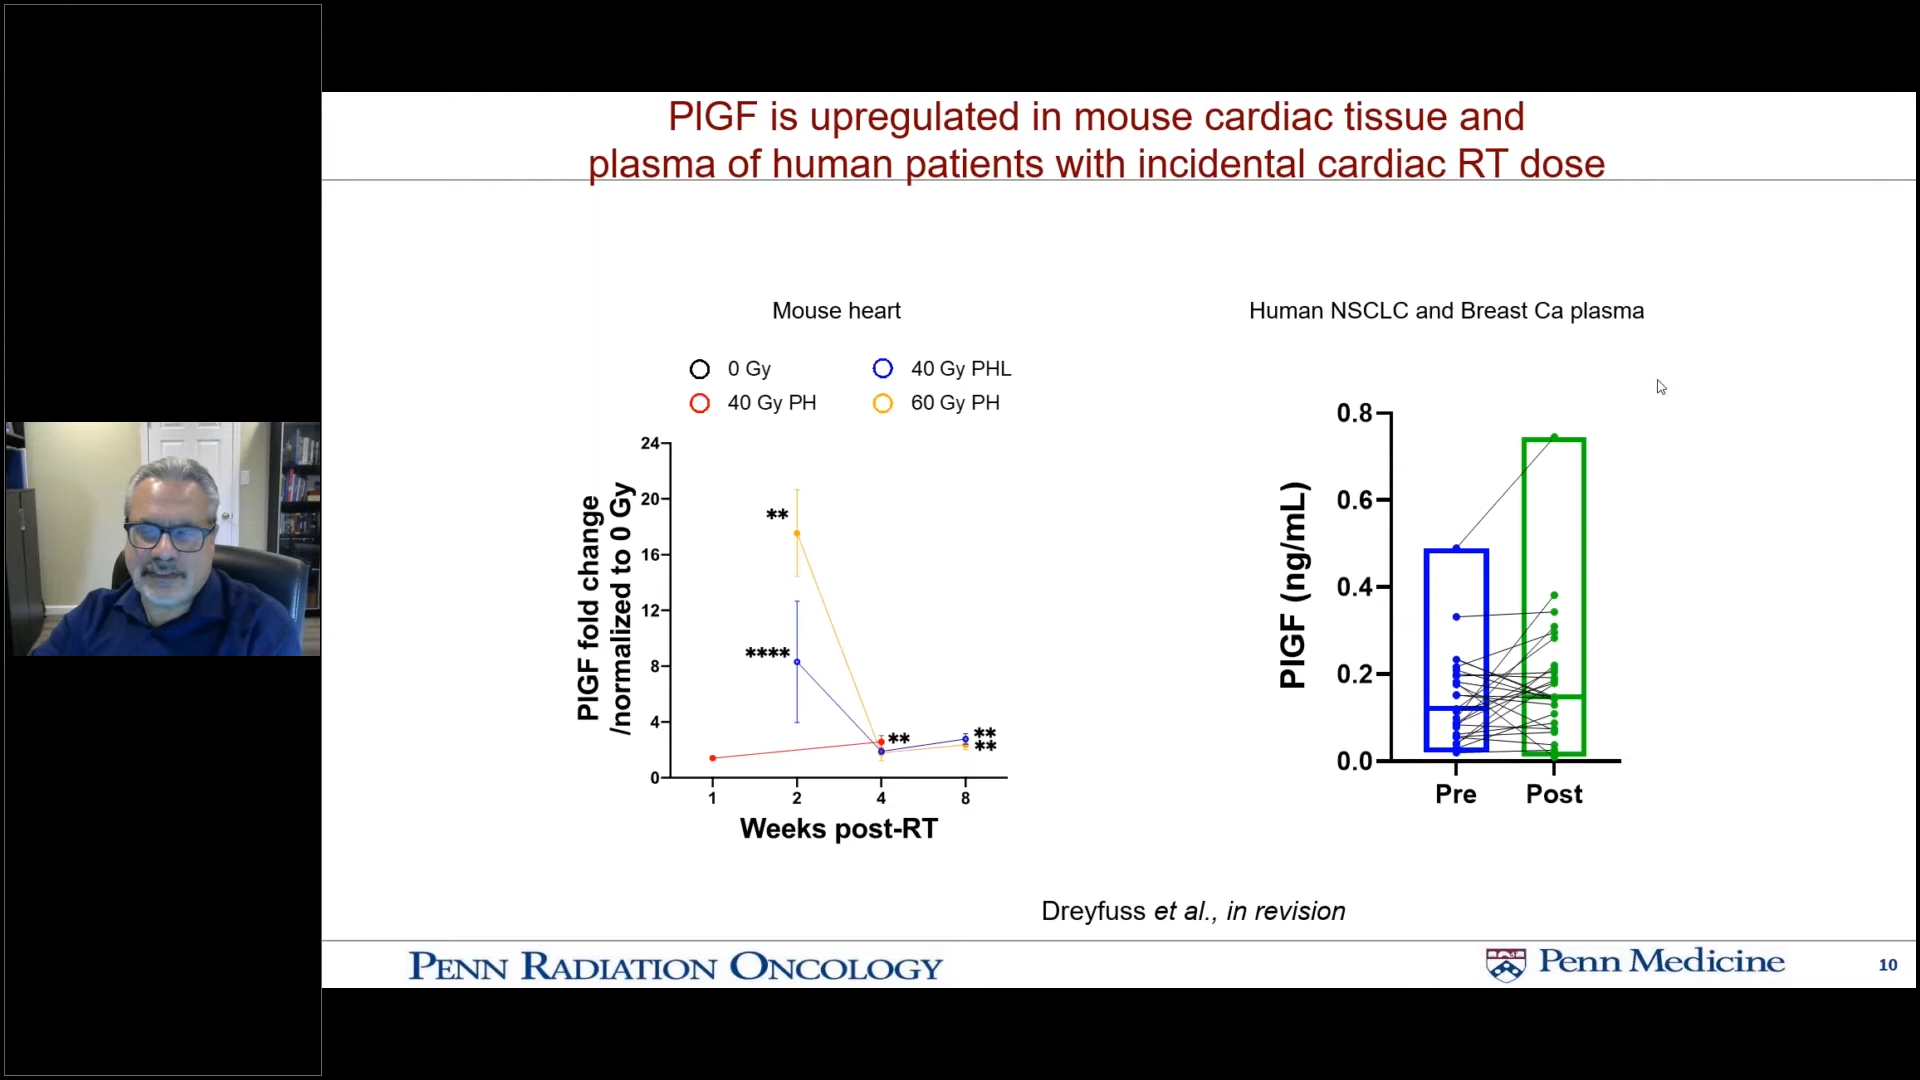 PlGF is upregulated in mouse cardiac tissue and
plasma of human patients with incidental cardiac RT dose
Mouse heart
0 Gy
40 Gy PHL
40 Gy PH
60 Gy PH
PlGF fold change
/normalized to 0 Gy
24
20
16
12
8
4
0
**
****
**
**
**
1 2 4 8
Weeks post-RT
Human NSCLC and Breast Ca plasma
PlGF (ng/mL)
0.8
0.6
0.4
0.2
0.0
Pre Post
Dreyfuss et al., in revision
PENN RADIATION ONCOLOGY
Penn Medicine
10